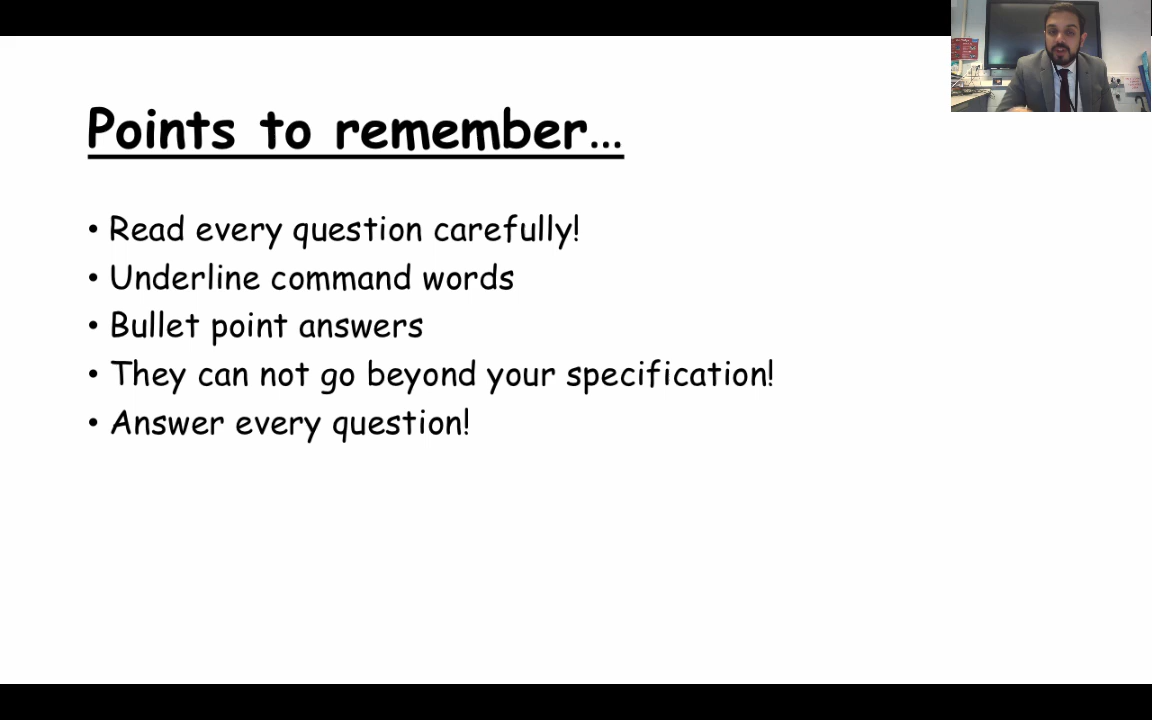 Points to remember...
• Read every question carefully!
• Underline command words
• Bullet point answers
• They can not go beyond your specification!
• Answer every question!